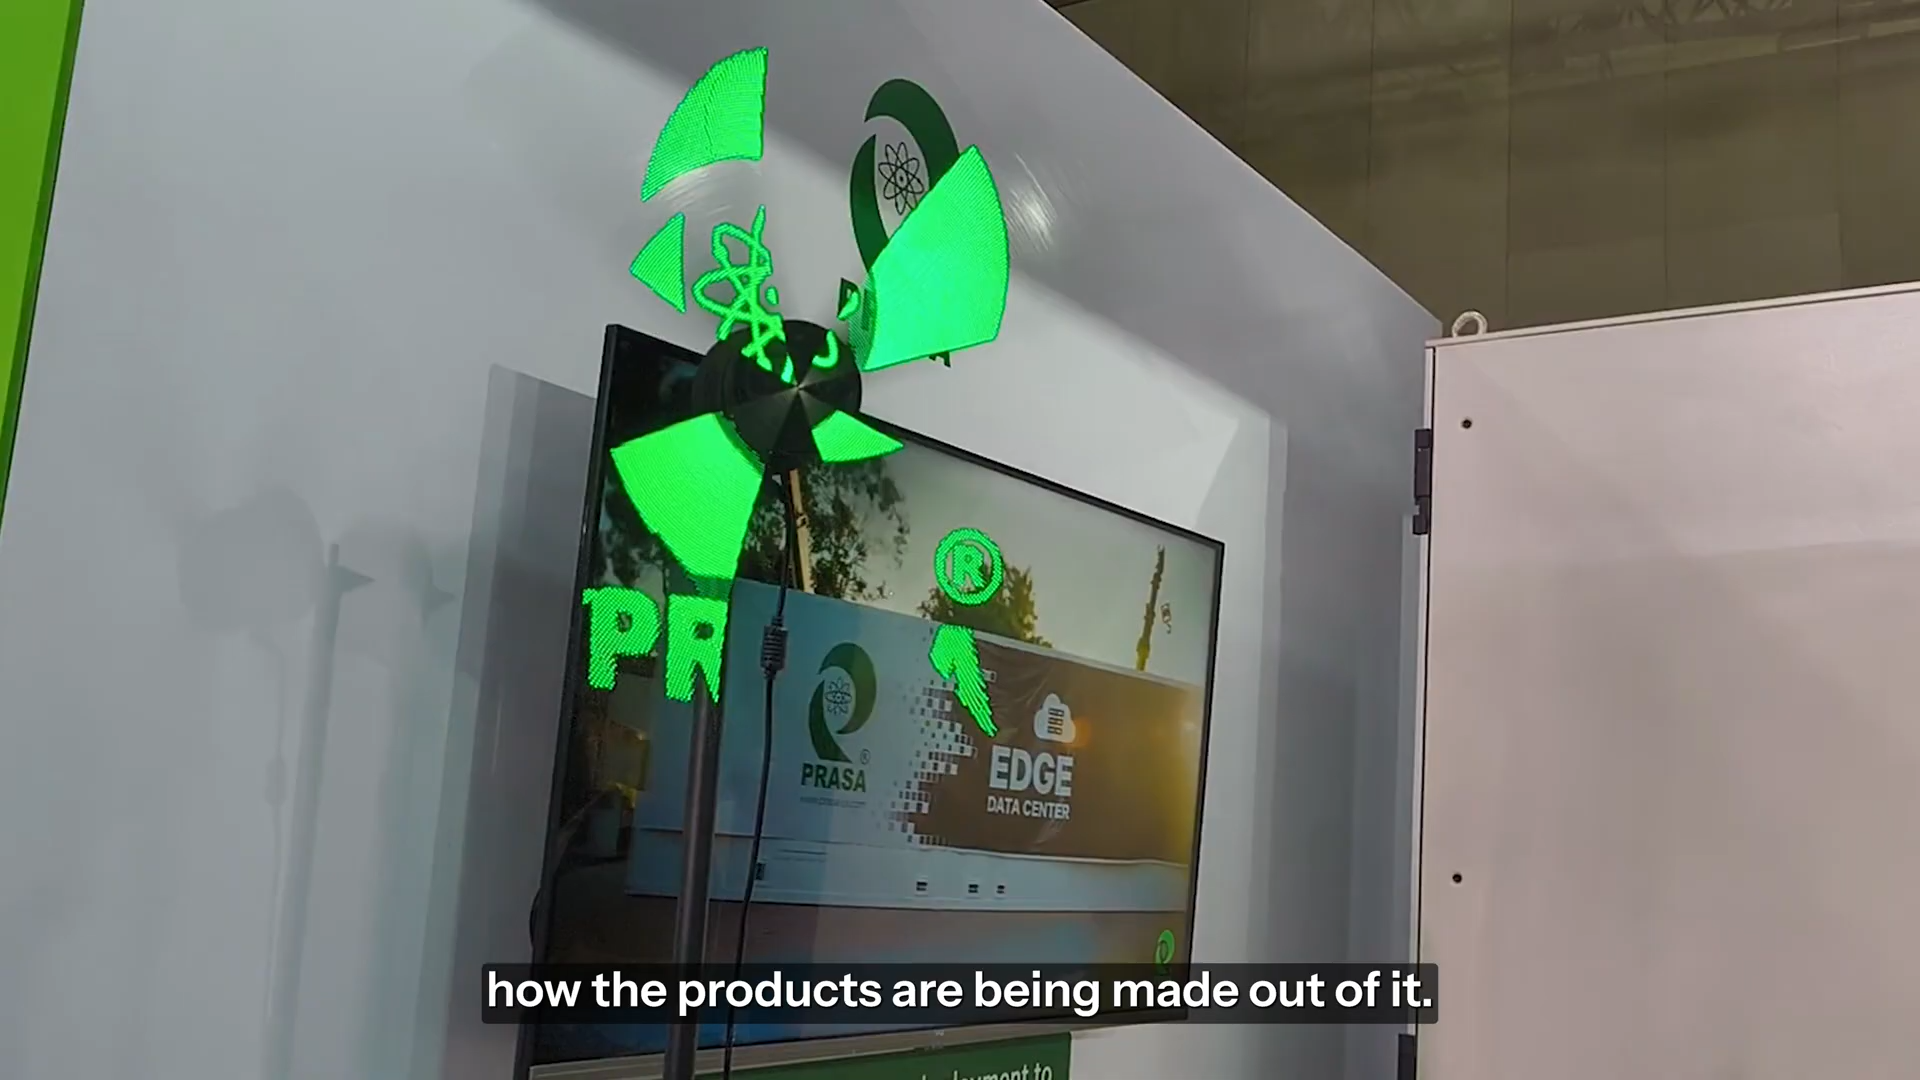 PR
®
PRASA
®
EDGE
DATA CENTER
how the products are being made out of it.